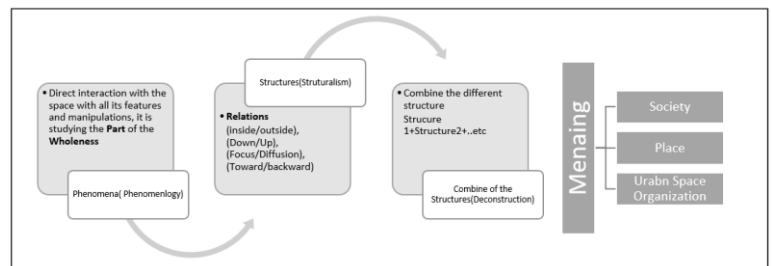 • Direct interaction with the
space with all its features
and manipulations, it is
studying the Part of the
Wholeness
Phenomena( Phenomenlogy)
Structures(Struturalism)
• Relations
(inside/outside),
(Down/Up),
(Focus/Diffusion),
(Toward/backward)
• Combine the different
structure
Strucure
1+Structure2+..etc
Combine of the
Structures(Deconstruction)
Menaing
Society
Place
Urabn Space
Organization